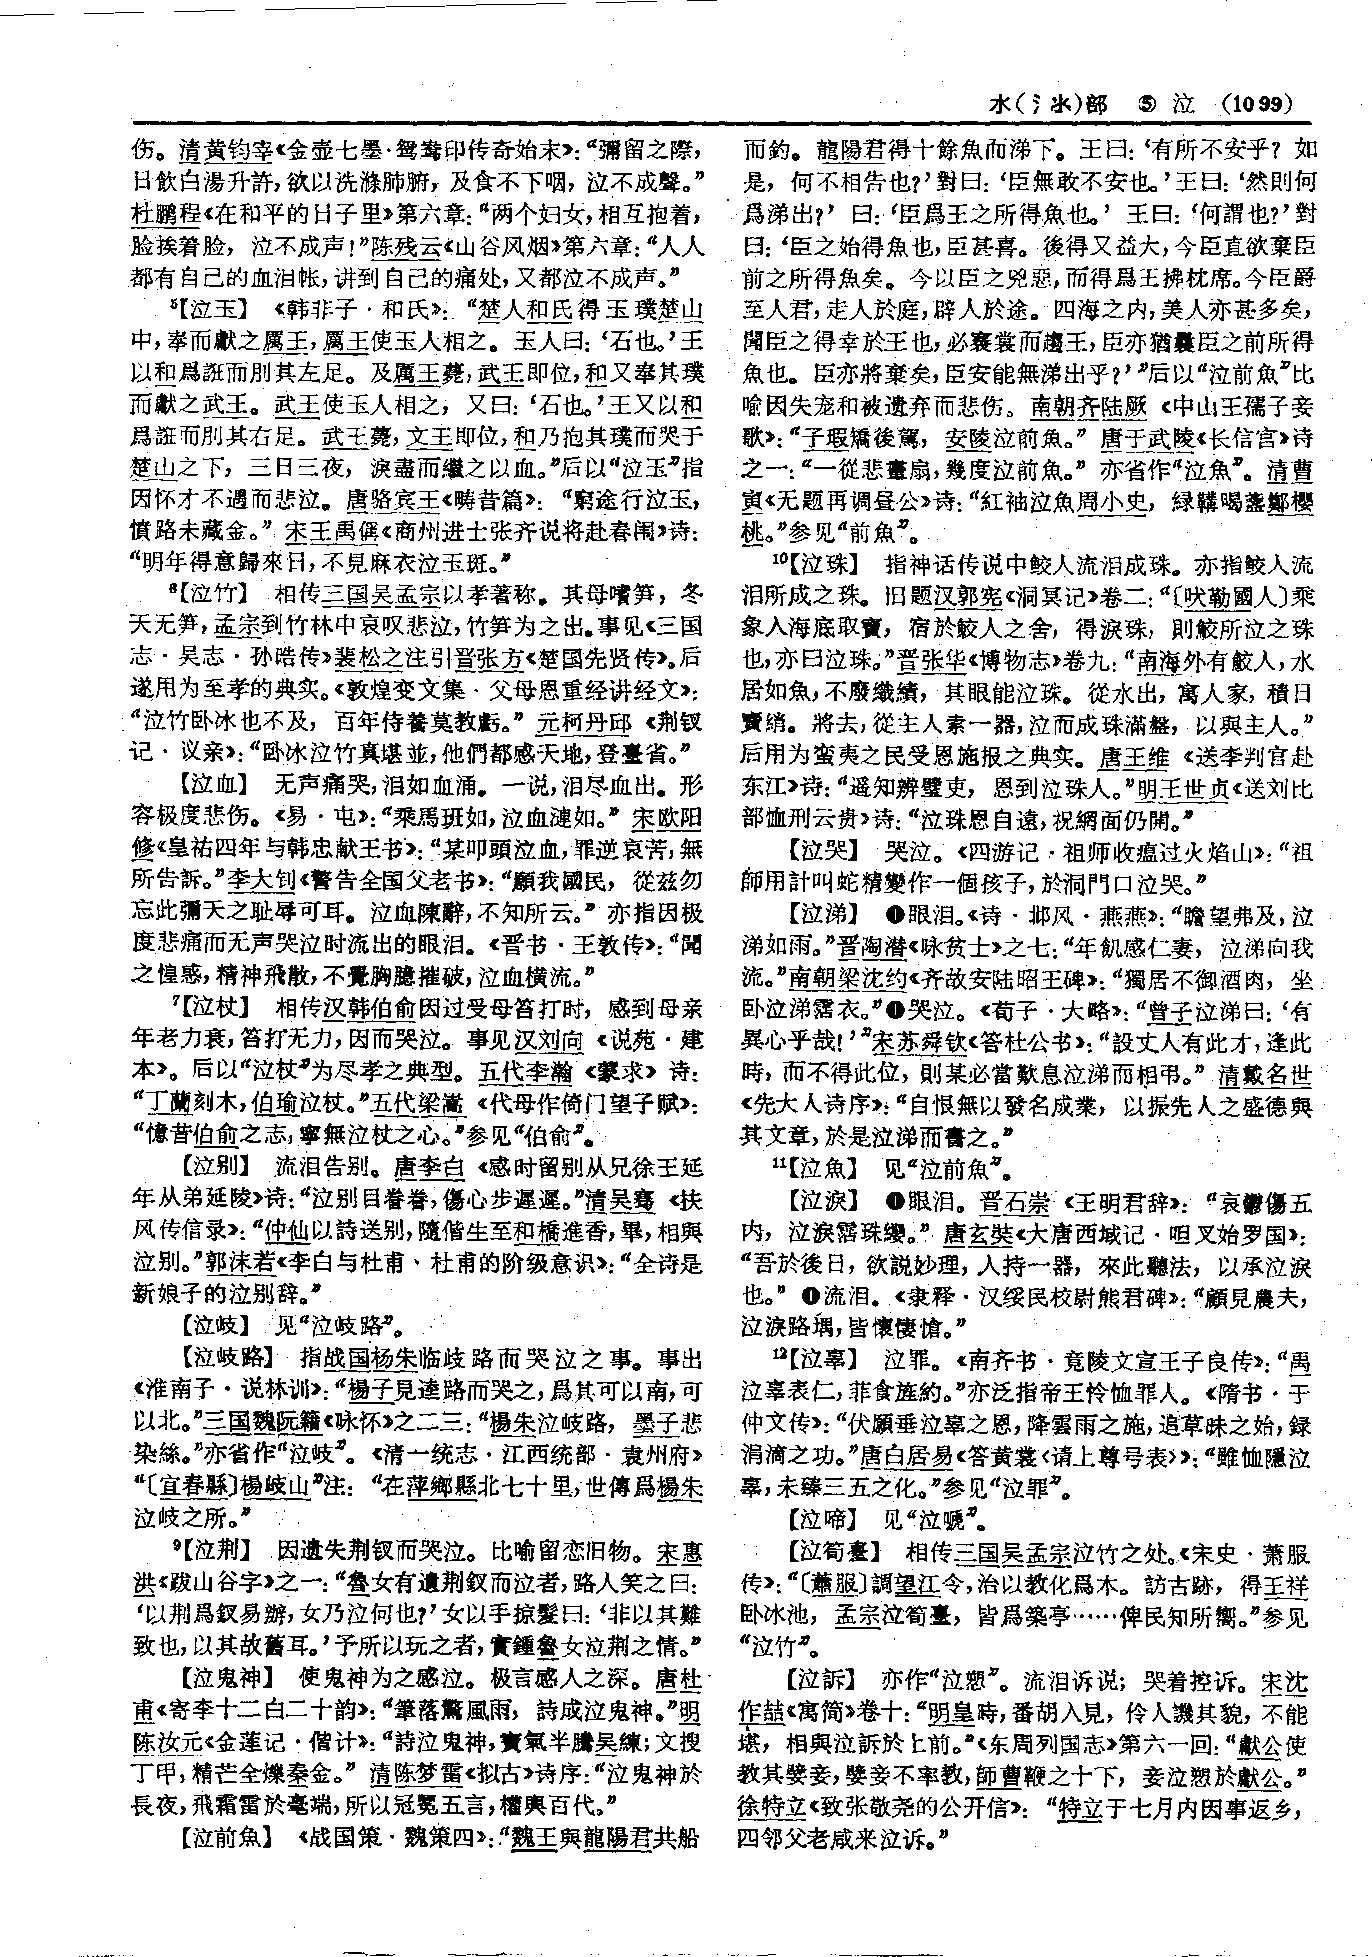 水(氵氺)部 ⑤ 泣 (1099)
伤。清黄钧宰《金壶七墨·鸳鸯印传奇始末》：“彌留之際，
日飲白湯升許，欲以洗滌肺腑，及食不下咽，泣不成聲。”
杜鹏程《在和平的日子里》第六章：“两个妇女，相互抱着，
脸挨着脸，泣不成声！”陈残云《山谷风烟》第六章：“人人
都有自己的血泪帐，讲到自己的痛处，又都泣不成声。”
⁵【泣玉】 《韩非子·和氏》：“楚人和氏得玉璞楚山
中，奉而獻之厲王，厲王使玉人相之。玉人曰：‘石也。’王
以和爲誑而刖其左足。及厲王薨，武王即位，和又奉其璞
而獻之武王。武王使玉人相之，又曰：‘石也。’王又以和
爲誑而刖其右足。武王薨，文王即位，和乃抱其璞而哭于
楚山之下，三日三夜，淚盡而繼之以血。”后以“泣玉”指
因怀才不遇而悲泣。唐骆宾王《畴昔篇》：“窮途行泣玉，
憤路未藏金。”宋王禹偁《商州进士张齐说将赴春闱》诗：
“明年得意歸來日，不見麻衣泣玉斑。”
⁶【泣竹】 相传三国吴孟宗以孝著称。其母嗜笋，冬
天无笋，孟宗到竹林中哀叹悲泣，竹笋为之出。事见《三国
志·吴志·孙皓传》裴松之注引晋张方《楚国先贤传》。后
遂用为至孝的典实。《敦煌变文集·父母恩重经讲经文》：
“泣竹卧冰也不及，百年侍養莫教虧。”元柯丹邱《荆钗
记·议亲》：“卧冰泣竹真堪並，他們都感天地，登臺省。”
【泣血】 无声痛哭，泪如血涌。一说，泪尽血出。形
容极度悲伤。《易·屯》：“乘馬班如，泣血漣如。”宋欧阳
修《皇祐四年与韩忠献王书》：“某叩頭泣血，罪逆哀苦，無
所告訴。”李大钊《警告全国父老书》：“願我國民，從兹勿
忘此彌天之耻辱可耳。泣血陳辭，不知所云。”亦指因极
度悲痛而无声哭泣时流出的眼泪。《晋书·王敦传》：“聞
之惶惑，精神飛散，不覺胸臆摧破，泣血横流。”
⁷【泣杖】 相传汉韩伯俞因过受母笞打时，感到母亲
年老力衰，笞打无力，因而哭泣。事见汉刘向《说苑·建
本》。后以“泣杖”为尽孝之典型。五代李瀚《蒙求》诗：
“丁蘭刻木，伯瑜泣杖。”五代梁嵩《代母作倚门望子赋》：
“憶昔伯俞之志，寧無泣杖之心。”参见“伯俞”。
【泣别】 流泪告别。唐李白《感时留别从兄徐王延
年从弟延陵》诗：“泣别目眷眷，傷心步遲遲。”清吴骞《扶
风传信录》：“仲仙以詩送别，隨偕生至和橋進香，畢，相與
泣别。”郭沫若《李白与杜甫、杜甫的阶级意识》：“全诗是
新娘子的泣别辞。”
【泣岐】 见“泣岐路”。
【泣岐路】 指战国杨朱临歧路而哭泣之事。事出
《淮南子·说林训》：“楊子見逵路而哭之，爲其可以南，可
以北。”三国魏阮籍《咏怀》之二三：“楊朱泣岐路，墨子悲
染絲。”亦省作“泣岐”。《清一统志·江西统部·袁州府》
“〔宜春縣〕楊岐山”注：“在萍鄉縣北七十里，世傳爲楊朱
泣岐之所。”
⁹【泣荆】 因遗失荆钗而哭泣。比喻留恋旧物。宋惠
洪《跋山谷字》之一：“魯女有遺荆釵而泣者，路人笑之曰：
‘以荆爲釵易辦，女乃泣何也？’女以手掠髮曰：‘非以其難
致也，以其故舊耳。’予所以玩之者，實鍾魯女泣荆之情。”
【泣鬼神】 使鬼神为之感泣。极言感人之深。唐杜
甫《寄李十二白二十韵》：“筆落驚風雨，詩成泣鬼神。”明
陈汝元《金莲记·偕计》：“詩泣鬼神，實氣半騰吴練；文搜
丁甲，精芒全爍秦金。”清陈梦雷《拟古》诗序：“泣鬼神於
長夜，飛霜雷於毫端，所以冠冕五言，權輿百代。”
【泣前魚】 《战国策·魏策四》：“魏王與龍陽君共船
而釣。龍陽君得十餘魚而涕下。王曰：‘有所不安乎？如
是，何不相告也？’對曰：‘臣無敢不安也。’王曰：‘然則何
爲涕出？’曰：‘臣爲王之所得魚也。’王曰：‘何謂也？’對
曰：‘臣之始得魚也，臣甚喜。後得又益大，今臣直欲棄臣
前之所得魚矣。今以臣之兇惡，而得爲王拂枕席。今臣爵
至人君，走人於庭，辟人於途。四海之内，美人亦甚多矣，
聞臣之得幸於王也，必褰裳而趨王，臣亦猶曩臣之前所得
魚也。臣亦將棄矣，臣安能無涕出乎？’”后以“泣前魚”比
喻因失宠和被遗弃而悲伤。南朝齐陆厥《中山王孺子妾
歌》：“子瑕矯後駕，安陵泣前魚。”唐于武陵《长信宫》诗
之一：“一從悲畫扇，幾度泣前魚。”亦省作“泣魚”。清曹
寅《无题再调昼公》诗：“紅袖泣魚周小史，緑韝喝盞鄭櫻
桃。”参见“前魚”。
¹⁰【泣珠】 指神话传说中鲛人流泪成珠。亦指鲛人流
泪所成之珠。旧题汉郭宪《洞冥记》卷二：“〔吠勒國人〕乘
象入海底取寶，宿於鮫人之舍，得淚珠，則鮫所泣之珠
也，亦曰泣珠。”晋张华《博物志》卷九：“南海外有鮫人，水
居如魚，不廢織績，其眼能泣珠。從水出，寓人家，積日
賣綃。將去，從主人索一器，泣而成珠滿盤，以與主人。”
后用为蛮夷之民受恩施报之典实。唐王维《送李判官赴
东江》诗：“遥知辨璧吏，恩到泣珠人。”明王世贞《送刘比
部恤刑云贵》诗：“泣珠恩自遠，祝網面仍開。”
【泣哭】 哭泣。《四游记·祖师收瘟过火焰山》：“祖
師用計叫蛇精變作一個孩子，於洞門口泣哭。”
【泣涕】 ❶眼泪。《诗·邶风·燕燕》：“瞻望弗及，泣
涕如雨。”晋陶潜《咏贫士》之七：“年飢感仁妻，泣涕向我
流。”南朝梁沈约《齐故安陆昭王碑》：“獨居不御酒肉，坐
卧泣涕霑衣。”❶哭泣。《荀子·大略》：“曾子泣涕曰：‘有
異心乎哉！’”宋苏舜钦《答杜公书》：“設丈人有此才，逢此
時，而不得此位，則某必當歎息泣涕而相弔。”清戴名世
《先大人诗序》：“自恨無以發名成業，以振先人之盛德與
其文章，於是泣涕而書之。”
¹¹【泣魚】 见“泣前魚”。
【泣淚】 ❶眼泪。晋石崇《王明君辞》：“哀鬱傷五
内，泣淚霑珠纓。”唐玄奘《大唐西域记·呾叉始罗国》：
“吾於後日，欲説妙理，人持一器，來此聽法，以承泣淚
也。”❶流泪。《隶释·汉绥民校尉熊君碑》：“顧見農夫，
泣淚路堣，皆懷悽愴。”
¹²【泣辜】 泣罪。《南齐书·竟陵文宣王子良传》：“禹
泣辜表仁，菲食旌約。”亦泛指帝王怜恤罪人。《隋书·于
仲文传》：“伏願垂泣辜之恩，降雲雨之施，追草昧之始，録
涓滴之功。”唐白居易《答黄裳〈请上尊号表〉》：“雖恤隱泣
辜，未臻三五之化。”参见“泣罪”。
【泣啼】 见“泣嗁”。
【泣筍臺】 相传三国吴孟宗泣竹之处。《宋史·萧服
传》：“〔蕭服〕調望江令，治以教化爲本。訪古跡，得王祥
卧冰池，孟宗泣筍臺，皆爲築亭……俾民知所嚮。”参见
“泣竹”。
【泣訴】 亦作“泣愬”。流泪诉说；哭着控诉。宋沈
作喆《寓简》卷十：“明皇時，番胡入見，伶人譏其貌，不能
堪，相與泣訴於上前。”《东周列国志》第六一回：“獻公使
教其嬖妾，嬖妾不率教，師曹鞭之十下，妾泣愬於獻公。”
徐特立《致张敬尧的公开信》：“特立于七月内因事返乡，
四邻父老咸来泣诉。”